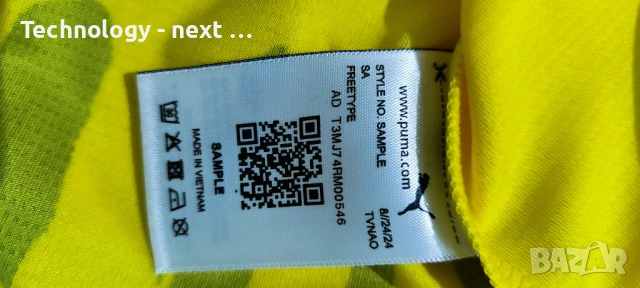 Technology - next ...
www.puma.com
STYLE NO. SAMPLE
SA
8//24/24
TVNAO
FREETYPE
AD T3MJ74RM00546
SAMPLE
MADE IN VIETNAM
BAZAR.bg